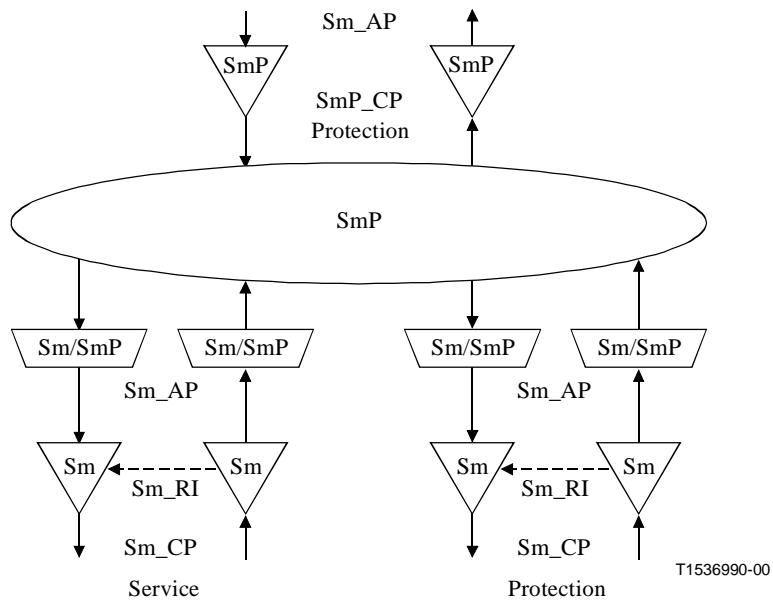 Sm_AP
SmP SmP
SmP_CP
Protection
SmP
Sm/SmP Sm/SmP Sm/SmP Sm/SmP
Sm_AP Sm_AP
Sm Sm Sm Sm
Sm_RI Sm_RI
Sm_CP Sm_CP
T1536990-00
Service Protection